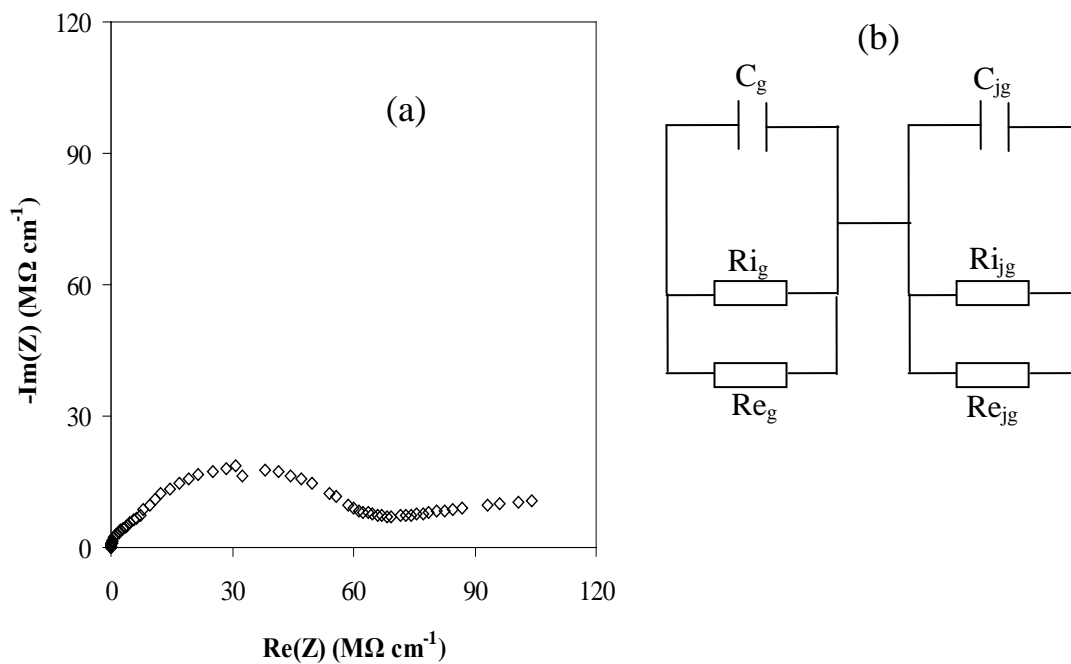 (a)
120
90
60
30
0
-Im(Z) (MΩ cm⁻¹)
0 30 60 90 120
Re(Z) (MΩ cm⁻¹)
(b)
C_g C_jg
Ri_g Ri_jg
Re_g Re_jg